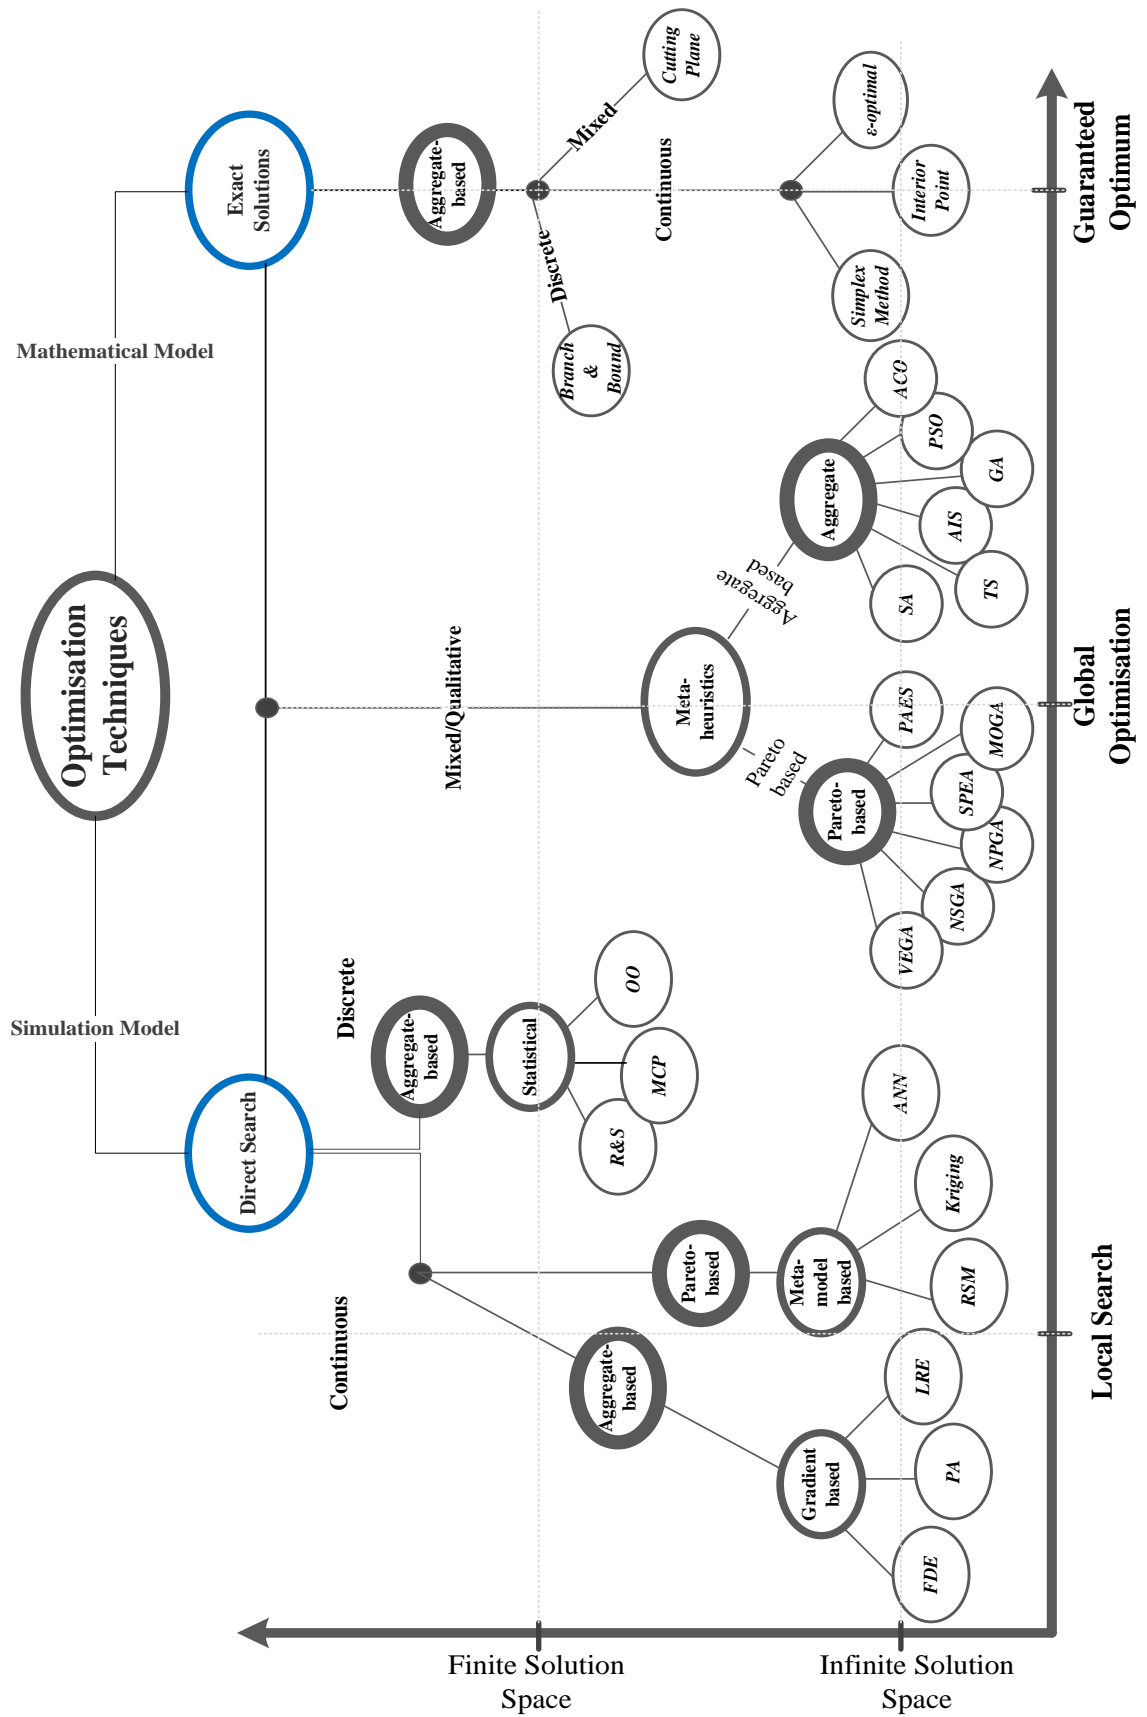 Optimisation
Techniques
Simulation Model
Mathematical Model
Direct Search
Exact
Solutions
Continuous
Discrete
Mixed/Qualitative
Aggregate-
based
Aggregate-
based
Statistical
R&S
MCP
OO
Discrete
Mixed
Branch
&
Bound
Cutting
Plane
Continuous
Aggregate-
based
Pareto-
based
Meta-
heuristics
Pareto
based
Aggregate
based
Gradient
based
Meta-
model
based
Pareto-
based
Aggregate
FDE
PA
LRE
RSM
Kriging
ANN
VEGA
NSGA
NPGA
SPEA
MOGA
PAES
SA
TS
AIS
GA
PSO
ACO
Simplex
Method
Interior
Point
ε-optimal
Finite Solution
Space
Infinite Solution
Space
Local Search
Global
Optimisation
Guaranteed
Optimum